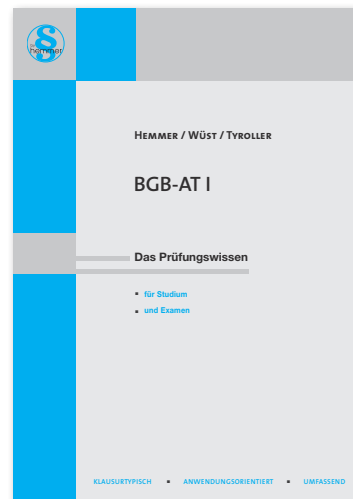 §
hemmer
HEMMER / WÜST / TYROLLER
BGB-AT I
Das Prüfungswissen
▪ für Studium
▪ und Examen
KLAUSURTYPISCH ▪ ANWENDUNGSORIENTIERT ▪ UMFASSEND